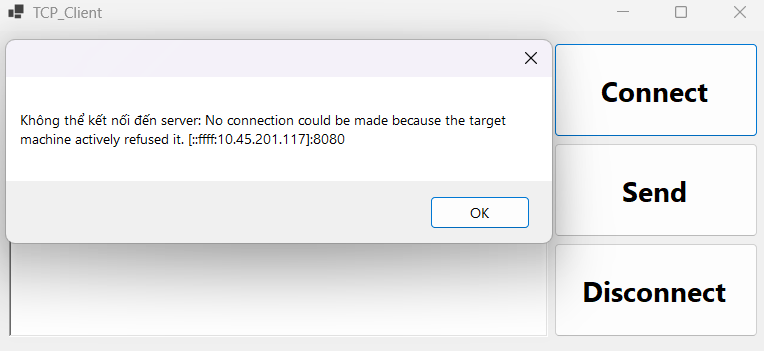 TCP_Client
Không thể kết nối đến server: No connection could be made because the target
machine actively refused it. [::ffff:10.45.201.117]:8080
OK
Connect
Send
Disconnect